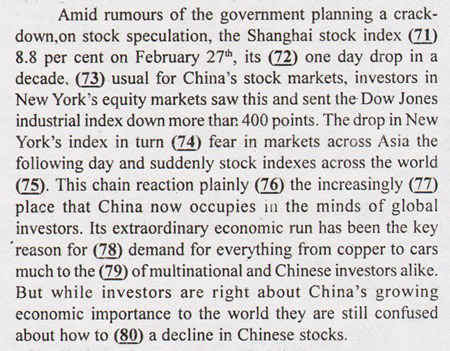 Amid rumours of the government planning a crack-
down,on stock speculation, the Shanghai stock index (71)
8.8 per cent on February 27th, its (72) one day drop in a
decade. (73) usual for China's stock markets, investors in
New York's equity markets saw this and sent the Dow Jones
industrial index down more than 400 points. The drop in New
York's index in turn (74) fear in markets across Asia the
following day and suddenly stock indexes across the world
(75). This chain reaction plainly (76) the increasingly (77)
place that China now occupies in the minds of global
investors. Its extraordinary economic run has been the key
reason for (78) demand for everything from copper to cars
much to the (79) of multinational and Chinese investors alike.
But while investors are right about China's growing
economic importance to the world they are still confused
about how to (80) a decline in Chinese stocks.